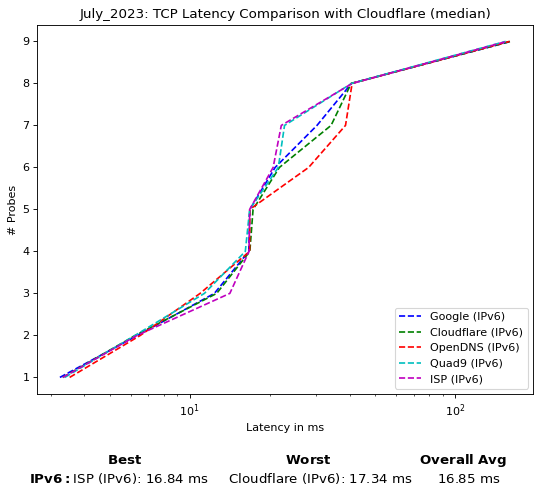 July_2023: TCP Latency Comparison with Cloudflare (median)
9
8
7
6
5
4
3
2
1
# Probes
Google (IPv6)
Cloudflare (IPv6)
OpenDNS (IPv6)
Quad9 (IPv6)
ISP (IPv6)
10¹ 10²
Latency in ms
Best Worst Overall Avg
IPv6: ISP (IPv6): 16.84 ms Cloudflare (IPv6): 17.34 ms 16.85 ms